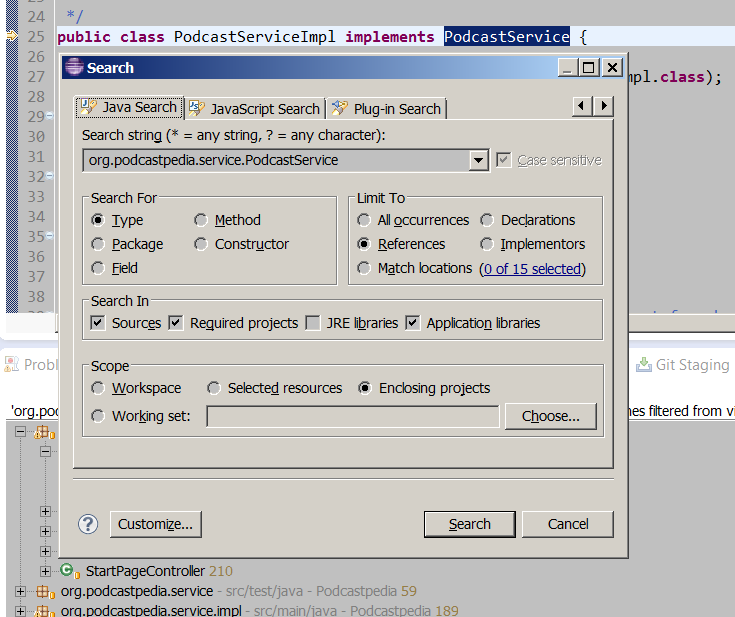 24 */
25 public class PodcastServiceImpl implements PodcastService {
26
27 mpl.class);
28
29
30
31
32
33
34
35
36
37
38
Search
Java Search JavaScript Search Plug-in Search
Search string (* = any string, ? = any character):
org.podcastpedia.service.PodcastService Case sensitive
Search For Limit To
Type Method All occurrences Declarations
Package Constructor References Implementors
Field Match locations (0 of 15 selected)
Search In
Sources Required projects JRE libraries Application libraries
Scope
Workspace Selected resources Enclosing projects
Working set: Choose...
Probl Git Staging
'org.pod nes filtered from vi
? Customize... Search Cancel
StartPageController 210
org.podcastpedia.service - src/test/java - Podcastpedia 59
org.podcastpedia.service.impl - src/main/java - Podcastpedia 189